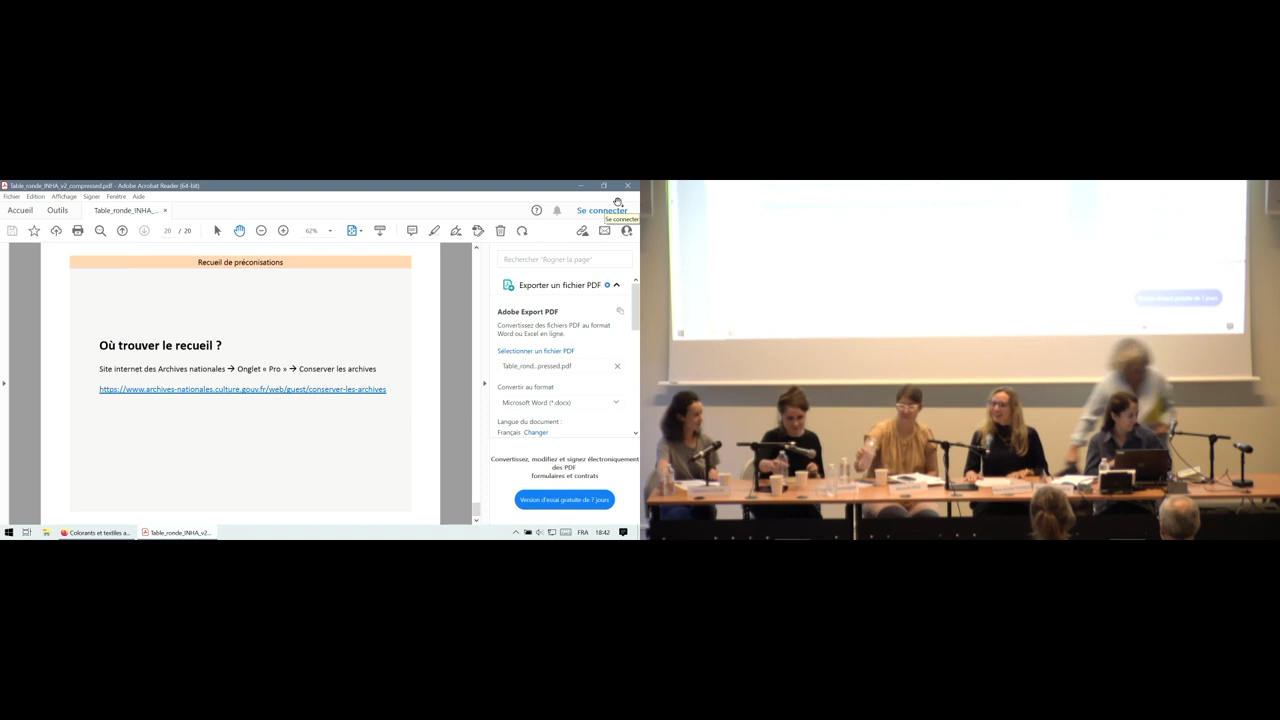 Table_ronde_INHA_v2_compressed.pdf - Adobe Acrobat Reader (64-bit)
Fichier Edition Affichage Signer Fenêtre Aide
Accueil Outils Table_ronde_INHA_... × Se connecter
Se connecter
20 / 20 62%
Recueil de préconisations
Où trouver le recueil ?
Site internet des Archives nationales → Onglet « Pro » → Conserver les archives
https://www.archives-nationales.culture.gouv.fr/web/guest/conserver-les-archives
Rechercher "Rogner la page"
Exporter un fichier PDF
Adobe Export PDF
Convertissez des fichiers PDF au format
Word ou Excel en ligne.
Sélectionner un fichier PDF
Table_rond...pressed.pdf
Convertir au format
Microsoft Word (*.docx)
Langue du document :
Français Changer
Convertissez, modifiez et signez électroniquement
des PDF
formulaires et contrats
Version d'essai gratuite de 7 jours
Colorants et textiles a... Table_ronde_INHA_v2... FRA 18:42